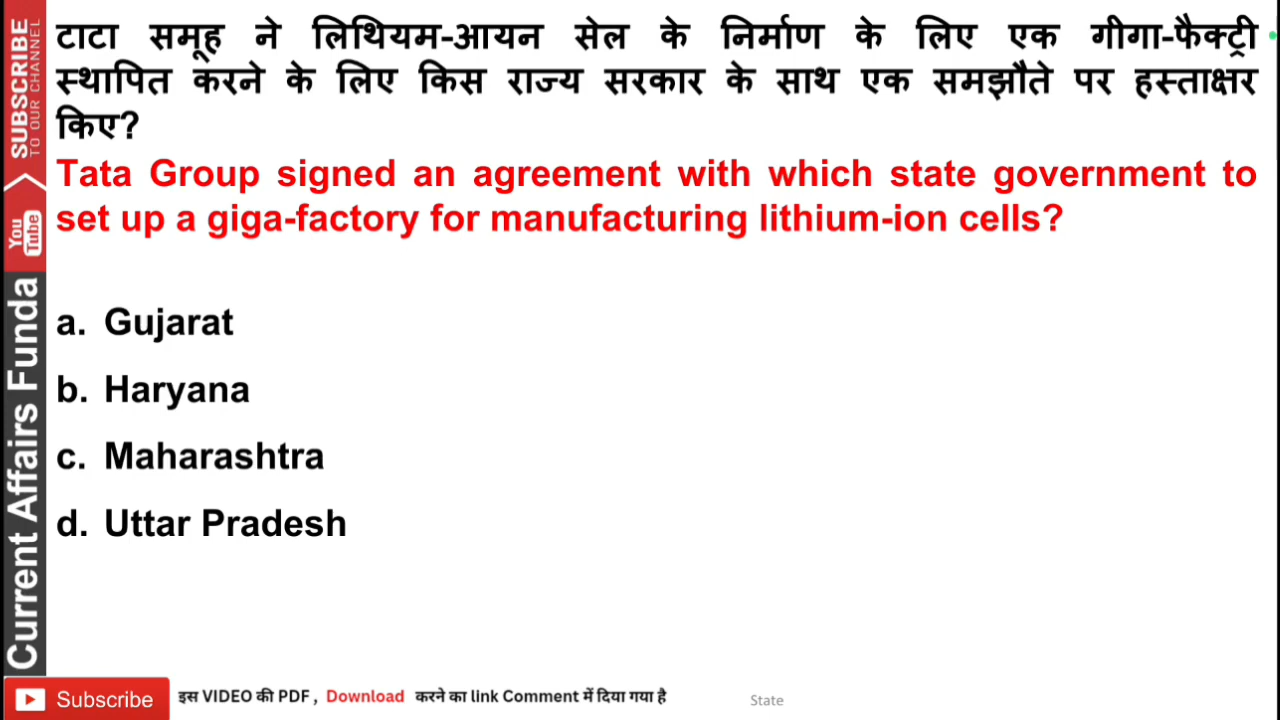 टाटा समूह ने लिथियम-आयन सेल के निर्माण के लिए एक गीगा-फैक्ट्री
स्थापित करने के लिए किस राज्य सरकार के साथ एक समझौते पर हस्ताक्षर
किए?
Tata Group signed an agreement with which state government to
set up a giga-factory for manufacturing lithium-ion cells?
a. Gujarat
b. Haryana
c. Maharashtra
d. Uttar Pradesh
SUBSCRIBE
TO OUR CHANNEL
You
Tube
Current Affairs Funda
Subscribe
इस VIDEO की PDF , Download करने का link Comment में दिया गया है
State